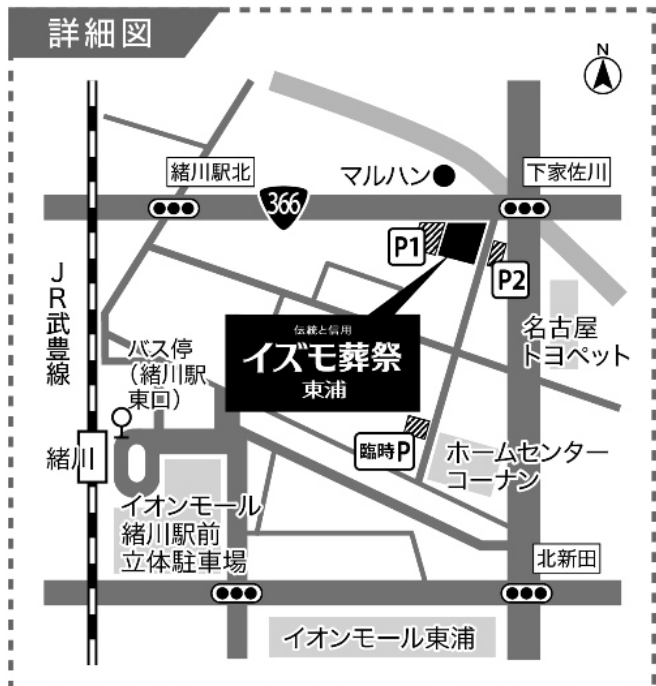 詳細図
N
緒川駅北
マルハン
下家佐川
366
P1
P2
JR武豊線
伝統と信用
イズモ葬祭
東浦
名古屋
トヨペット
バス停
(緒川駅
東口)
臨時P
ホームセンター
コーナン
緒川
イオンモール
緒川駅前
立体駐車場
北新田
イオンモール東浦